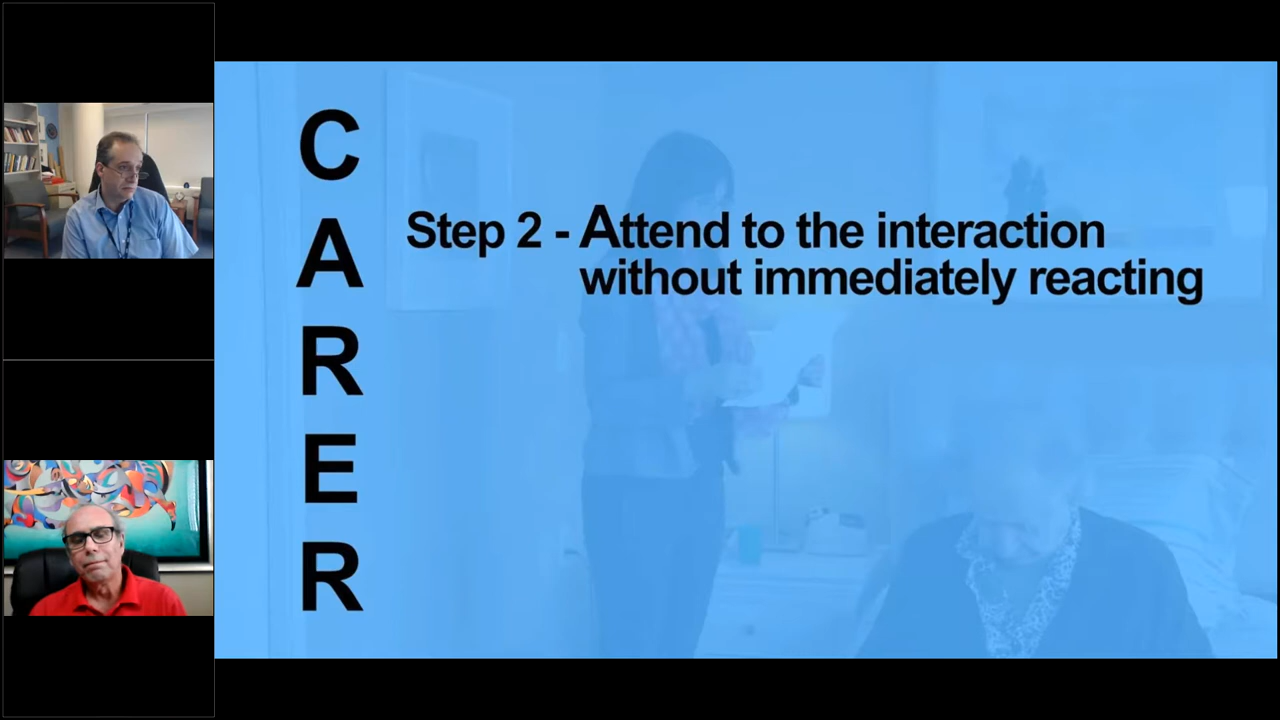 C
A
R
E
R
Step 2 - Attend to the interaction
without immediately reacting